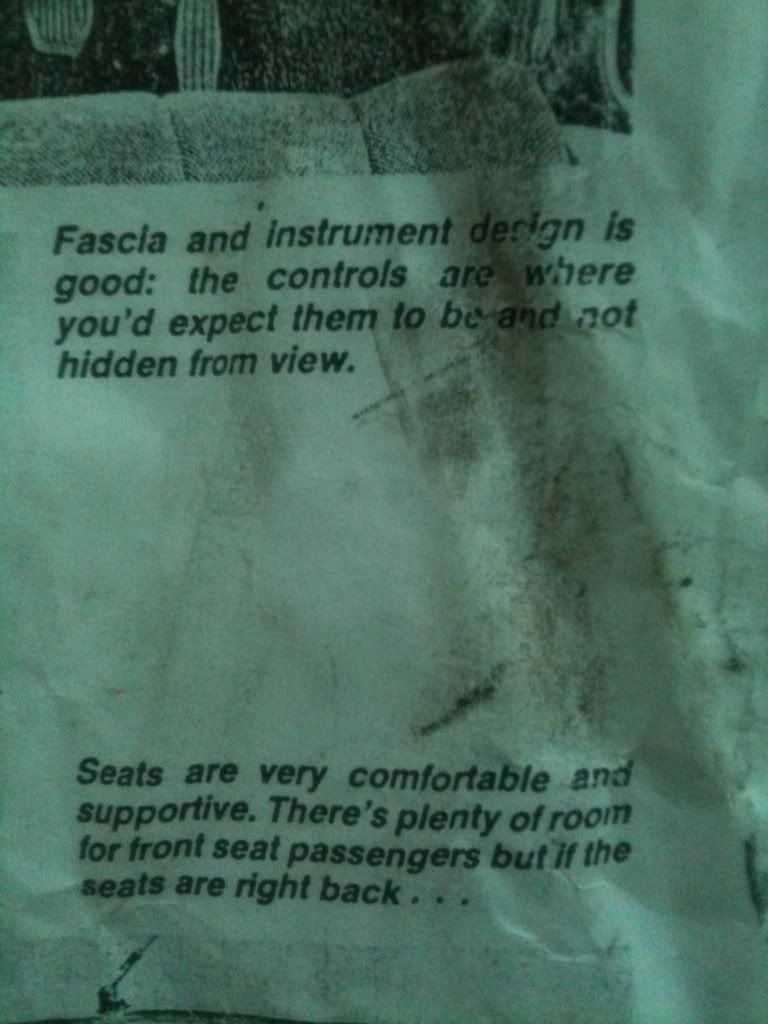 Fascia and instrument design is
good: the controls are where
you'd expect them to be and not
hidden from view.
Seats are very comfortable and
supportive. There's plenty of room
for front seat passengers but if the
seats are right back . . .